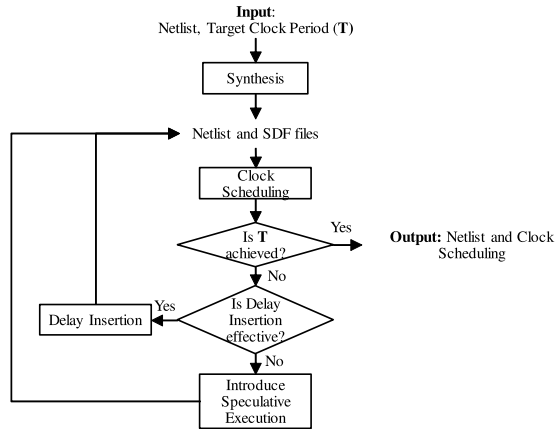 Input:
Netlist, Target Clock Period (T)
Synthesis
Netlist and SDF files
Clock
Scheduling
Is T
achieved?
Yes
Output: Netlist and Clock
Scheduling
No
Is Delay
Insertion
effective?
Yes
Delay Insertion
No
Introduce
Speculative
Execution